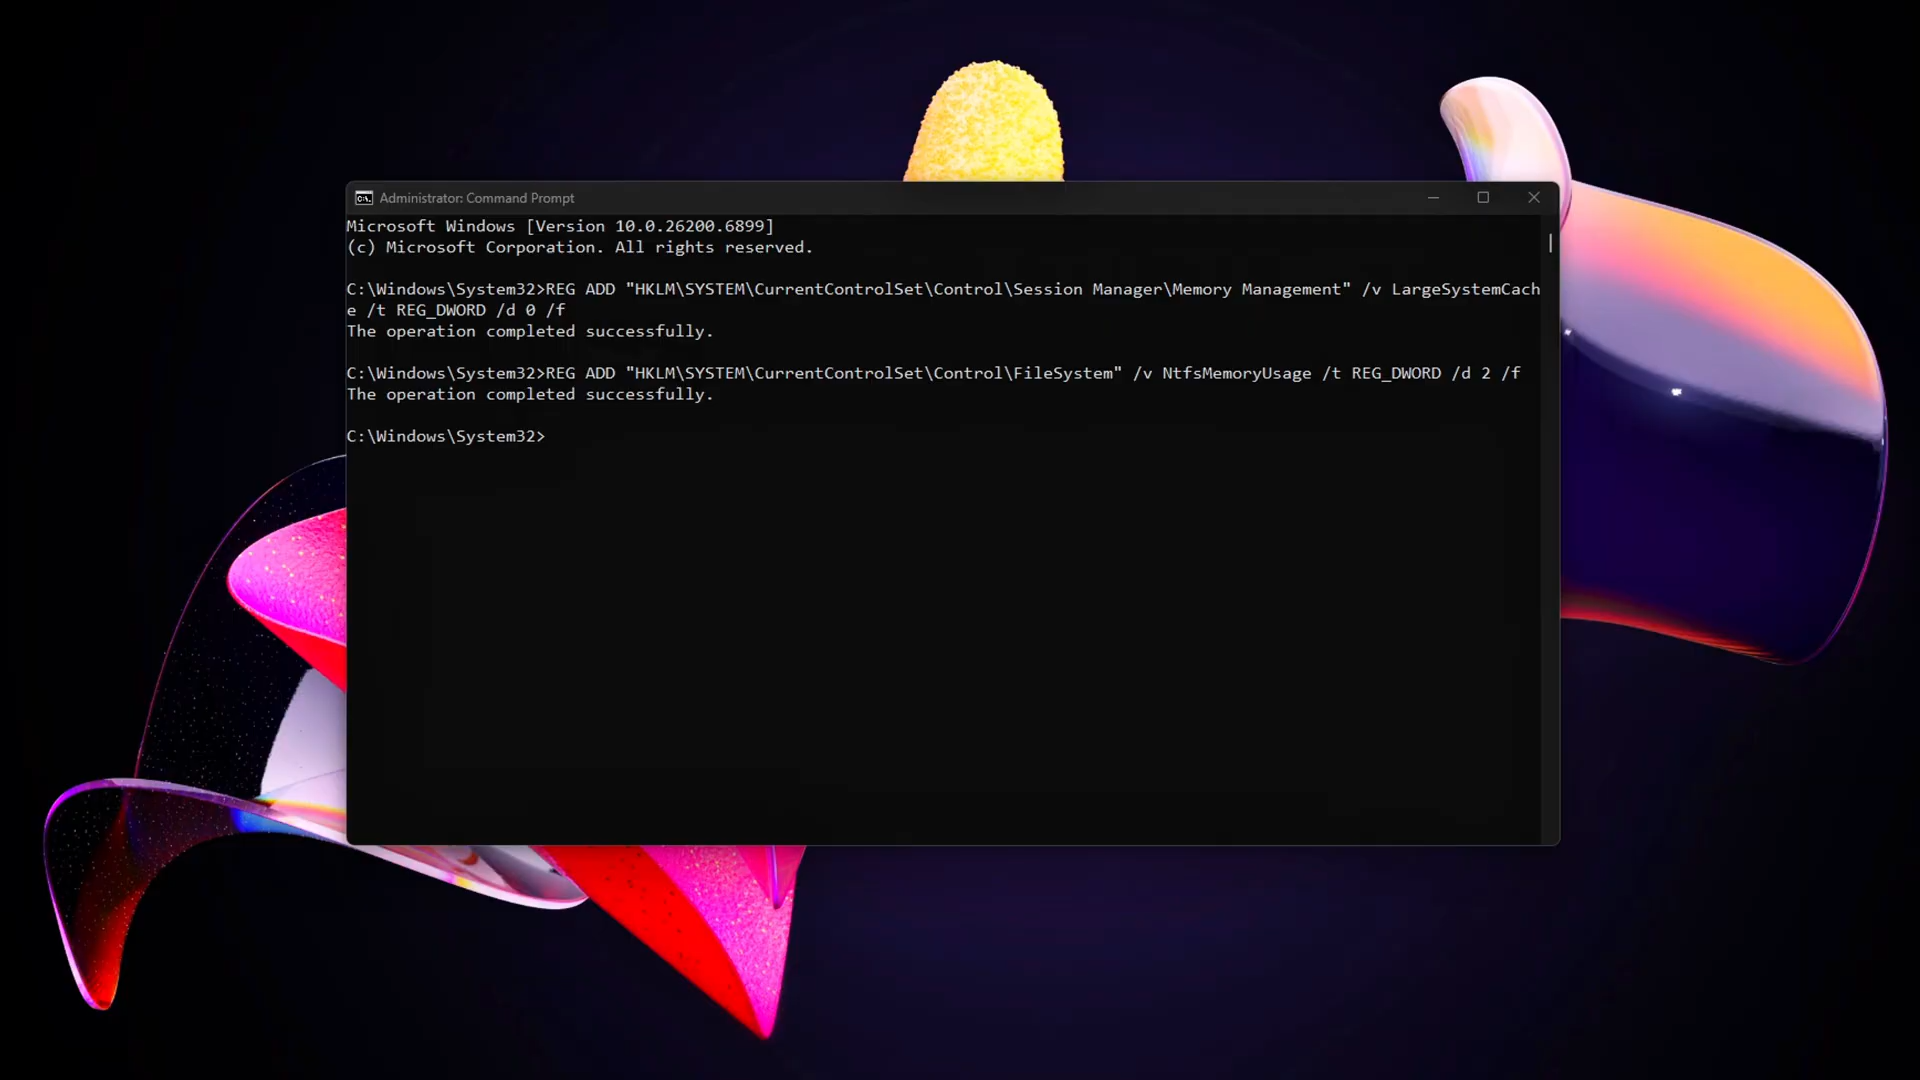 Administrator: Command Prompt
Microsoft Windows [Version 10.0.26200.6899]
(c) Microsoft Corporation. All rights reserved.
C:\Windows\System32>REG ADD "HKLM\SYSTEM\CurrentControlSet\Control\Session Manager\Memory Management" /v LargeSystemCach
e /t REG_DWORD /d 0 /f
The operation completed successfully.
C:\Windows\System32>REG ADD "HKLM\SYSTEM\CurrentControlSet\Control\FileSystem" /v NtfsMemoryUsage /t REG_DWORD /d 2 /f
The operation completed successfully.
C:\Windows\System32>